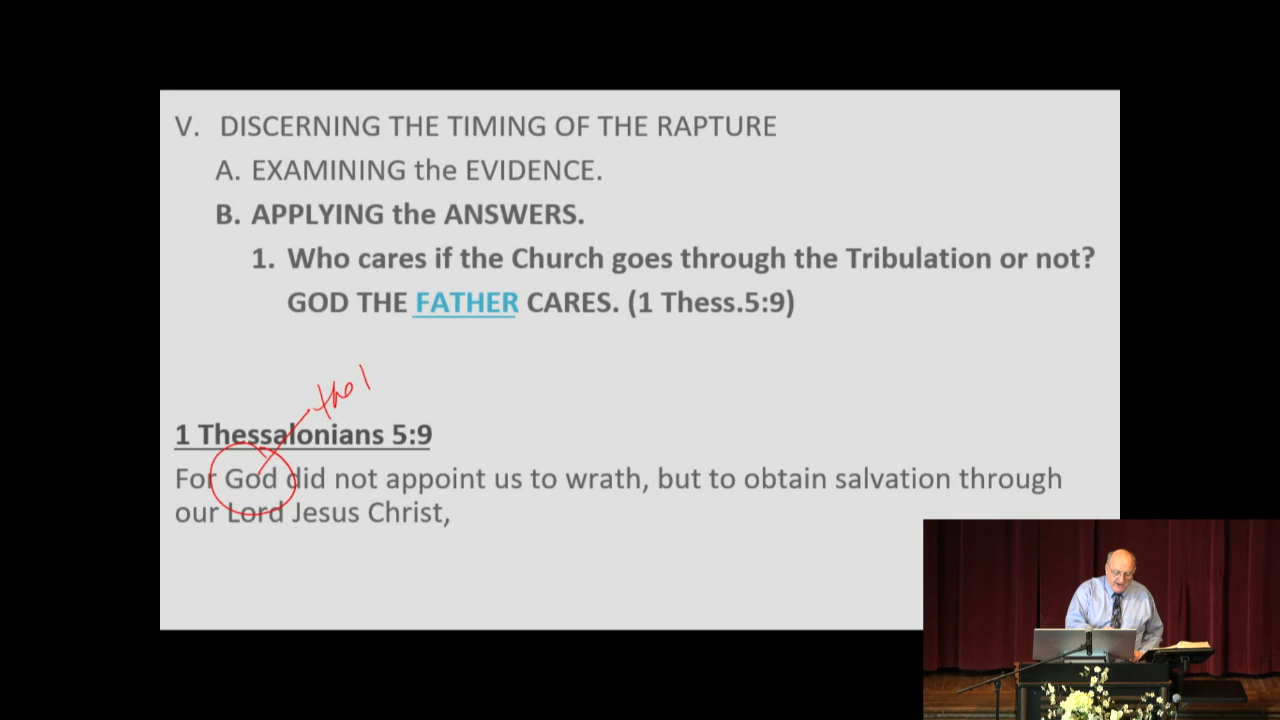 V. DISCERNING THE TIMING OF THE RAPTURE
A. EXAMINING the EVIDENCE.
B. APPLYING the ANSWERS.
1. Who cares if the Church goes through the Tribulation or not?
GOD THE FATHER CARES. (1 Thess.5:9)
the
1 Thessalonians 5:9
For God did not appoint us to wrath, but to obtain salvation through
our Lord Jesus Christ,